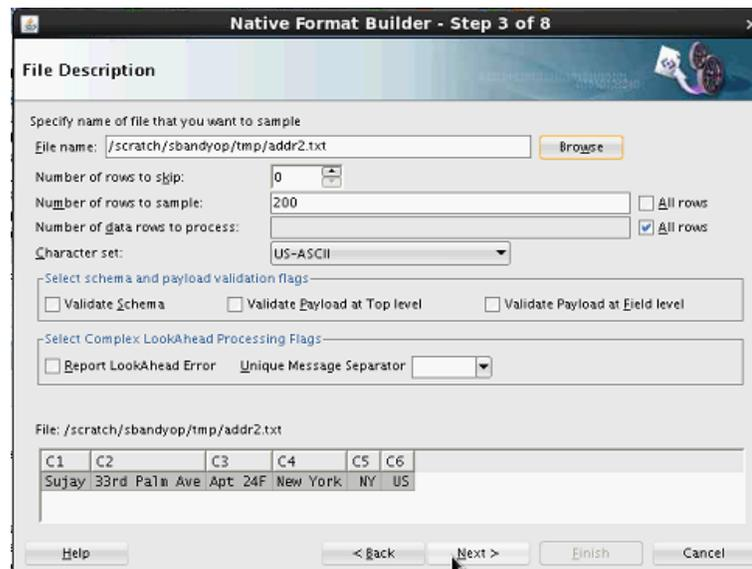 Native Format Builder - Step 3 of 8
File Description
Specify name of file that you want to sample
File name: /scratch/sbandyop/tmp/addr2.txt Browse
Number of rows to skip: 0
Number of rows to sample: 200 All rows
Number of data rows to process: All rows
Character set: US-ASCII
Select schema and payload validation flags
Validate Schema Validate Payload at Top level Validate Payload at Field level
Select Complex LookAhead Processing Flags
Report LookAhead Error Unique Message Separator
File: /scratch/sbandyop/tmp/addr2.txt
C1 C2 C3 C4 C5 C6
Sujay 33rd Palm Ave Apt 24F New York NY US
Help < Back Next > Finish Cancel